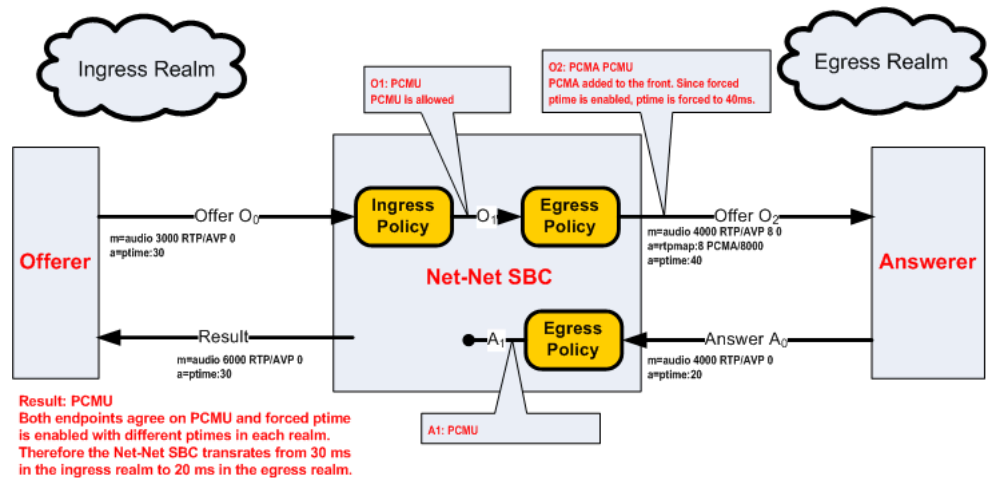 Ingress Realm
Egress Realm
O1: PCMU
PCMU is allowed
O2: PCMA PCMU
PCMA added to the front. Since forced
ptime is enabled, ptime is forced to 40ms.
Offerer
Offer O0
m=audio 3000 RTP/AVP 0
a=ptime:30
Ingress
Policy
O1
Egress
Policy
Offer O2
m=audio 4000 RTP/AVP 8 0
a=rtpmap:8 PCMA/8000
a=ptime:40
Answerer
Net-Net SBC
Result
m=audio 6000 RTP/AVP 0
a=ptime:30
A1
Egress
Policy
Answer A0
m=audio 4000 RTP/AVP 0
a=ptime:20
A1: PCMU
Result: PCMU
Both endpoints agree on PCMU and forced ptime
is enabled with different ptimes in each realm.
Therefore the Net-Net SBC transrates from 30 ms
in the ingress realm to 20 ms in the egress realm.